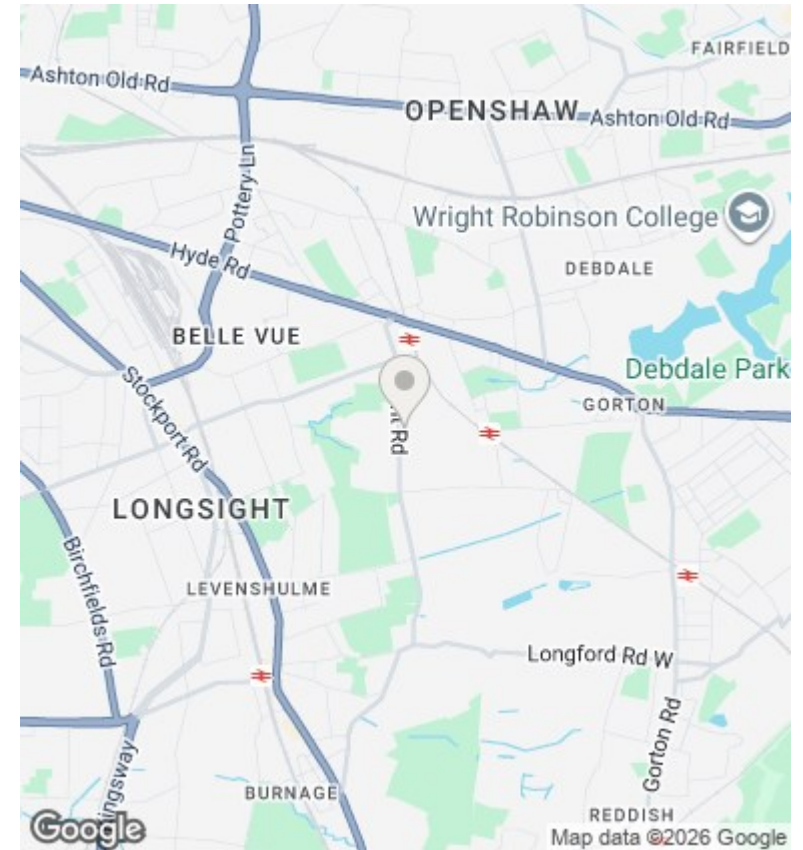 FAIRFIELD
Ashton Old Rd
OPENSHAW
Ashton Old Rd
Pottery Ln
Wright Robinson College
Hyde Rd
DEBDALE
BELLE VUE
Debdale Park
Stockport Rd
GORTON
Rd
LONGSIGHT
Birchfields Rd
LEVENSHULME
Longford Rd W
Gorton Rd
Kingsway
BURNAGE
REDDISH
Google
Map data ©2026 Google